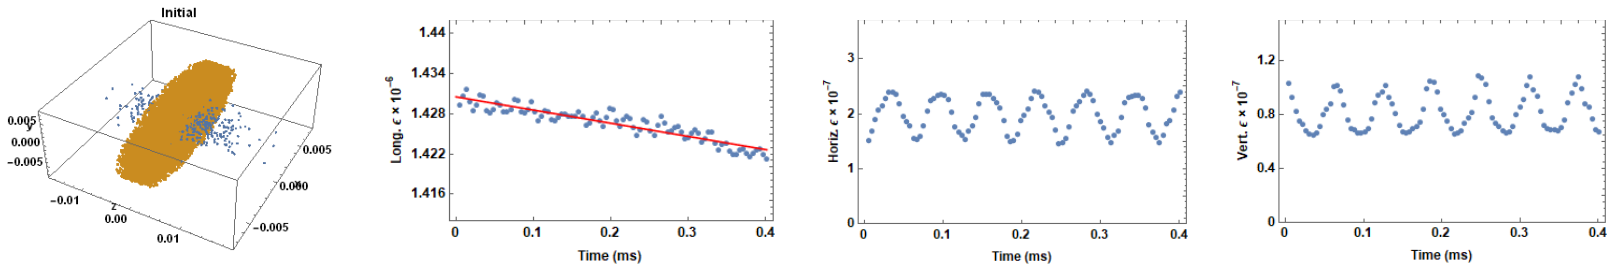 Initial
0.005
y
0.000
−0.005
−0.01
z
0.00
0.01
0.005
0.000
−0.005
1.44
1.434
1.428
1.422
1.416
Long. ε × 10⁻⁶
0 0.1 0.2 0.3 0.4
Time (ms)
3
2
1
0
Horiz. ε × 10⁻⁷
0 0.1 0.2 0.3 0.4
Time (ms)
1.2
0.8
0.4
0
Vert. ε × 10⁻⁷
0 0.1 0.2 0.3 0.4
Time (ms)